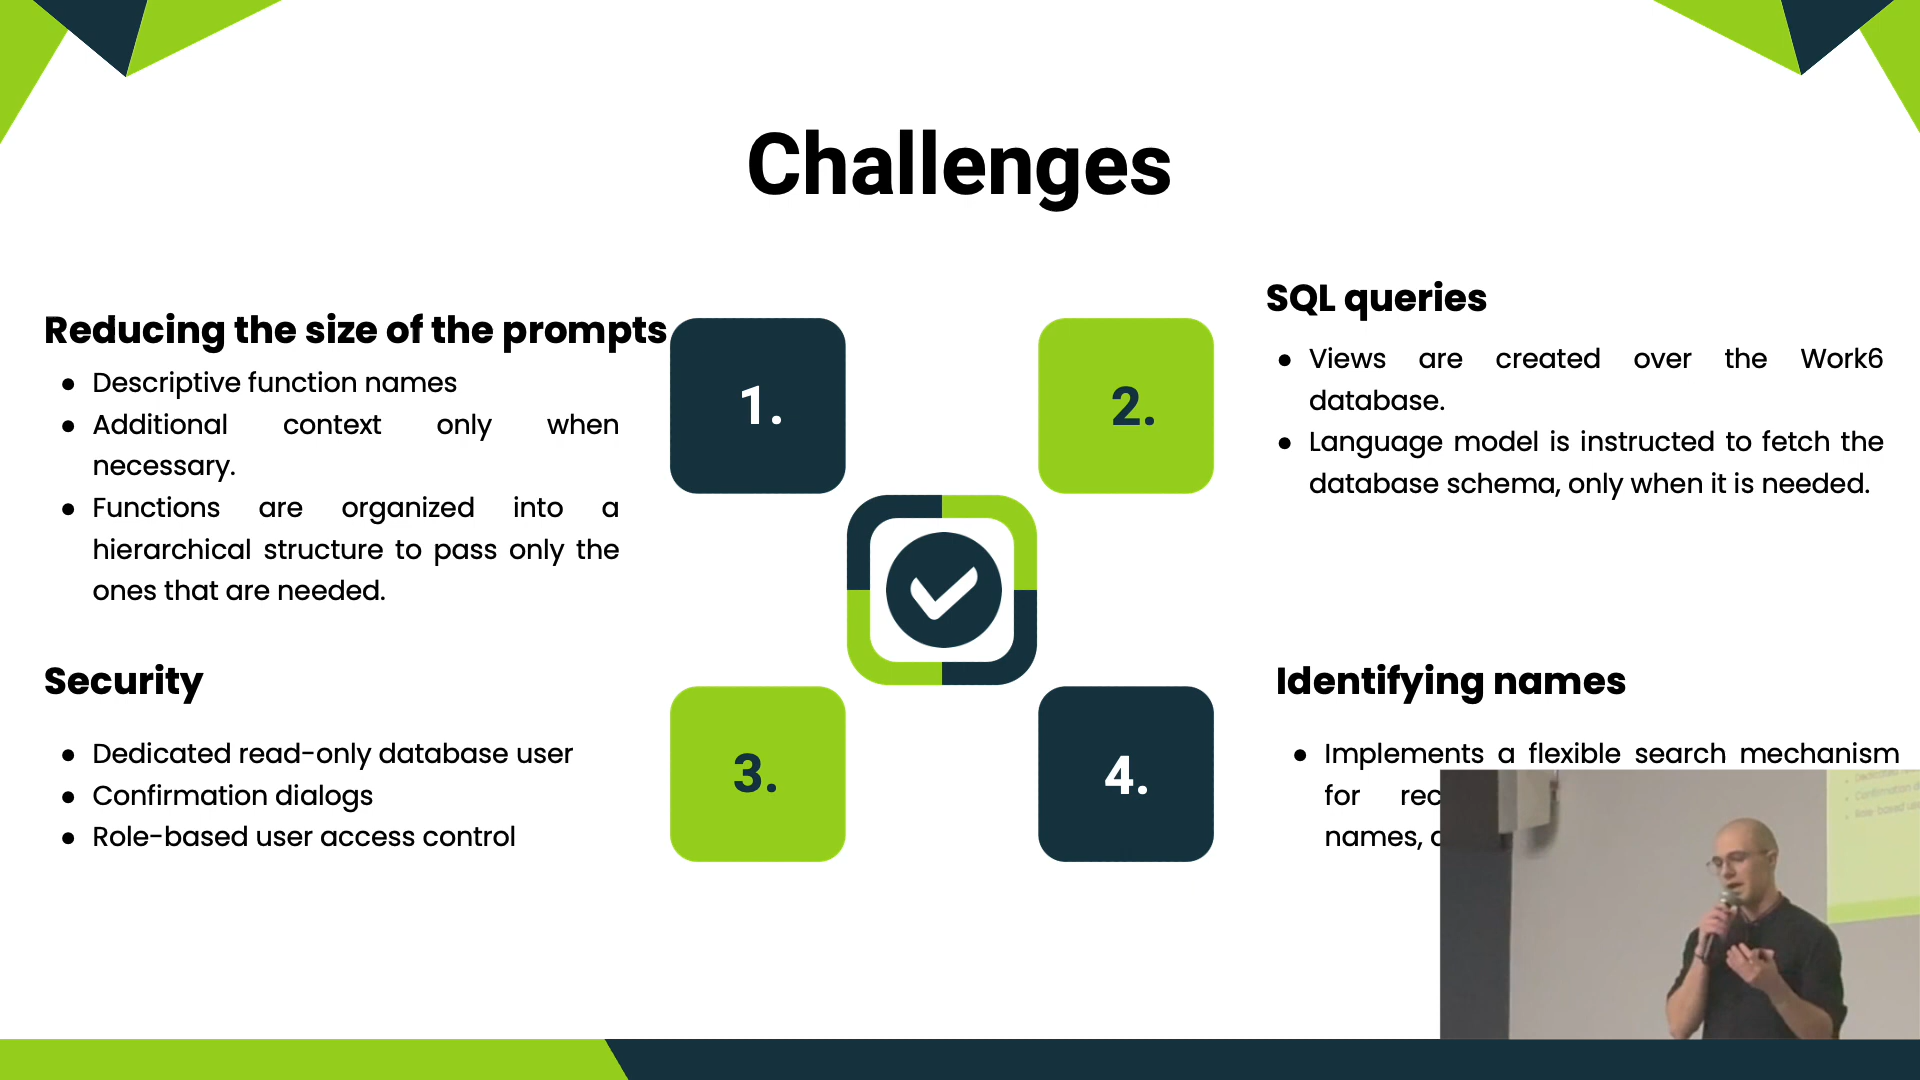 Challenges
Reducing the size of the prompts
● Descriptive function names
● Additional context only when
necessary.
● Functions are organized into a
hierarchical structure to pass only the
ones that are needed.
1.
2.
SQL queries
● Views are created over the Work6
database.
● Language model is instructed to fetch the
database schema, only when it is needed.
Security
● Dedicated read-only database user
● Confirmation dialogs
● Role-based user access control
3.
4.
Identifying names
● Implements a flexible search mechanism
for
names,